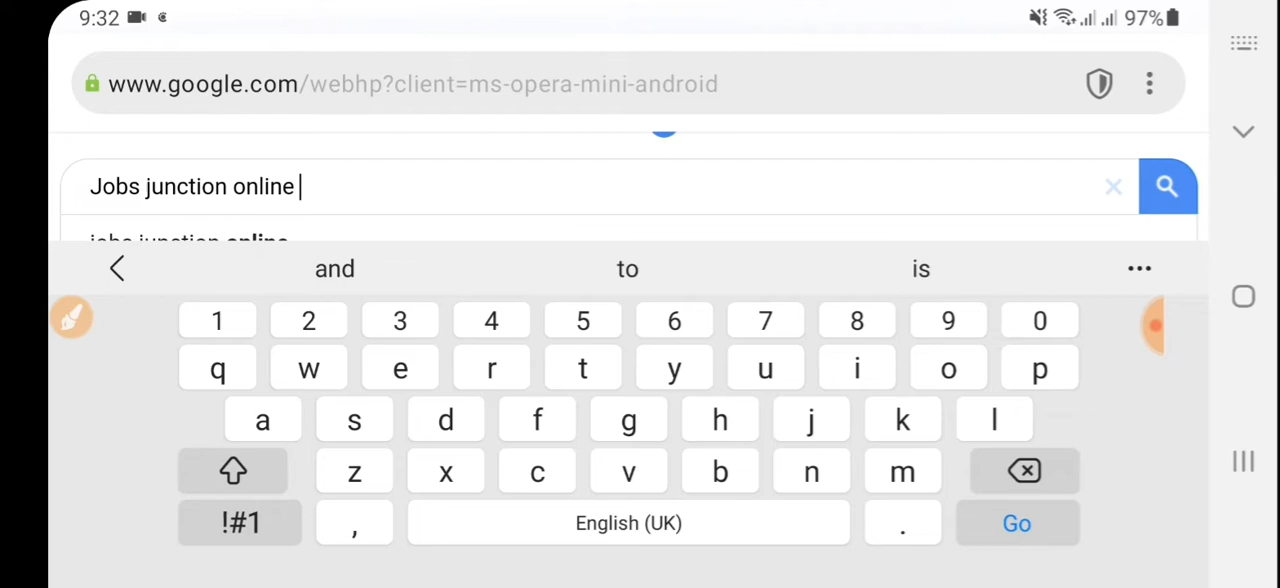 9:32 97%
www.google.com/webhp?client=ms-opera-mini-android
Jobs junction online
jobs junction online
and to is
1 2 3 4 5 6 7 8 9 0
q w e r t y u i o p
a s d f g h j k l
z x c v b n m
!#1 , English (UK) . Go